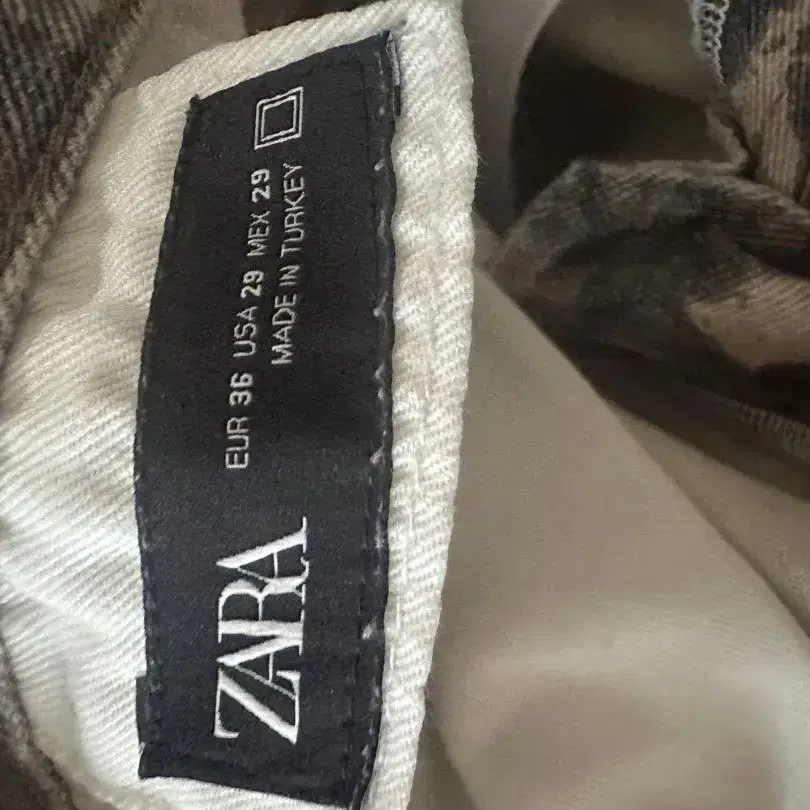 ZARA
EUR 36 USA 29 MEX 29
MADE IN TURKEY